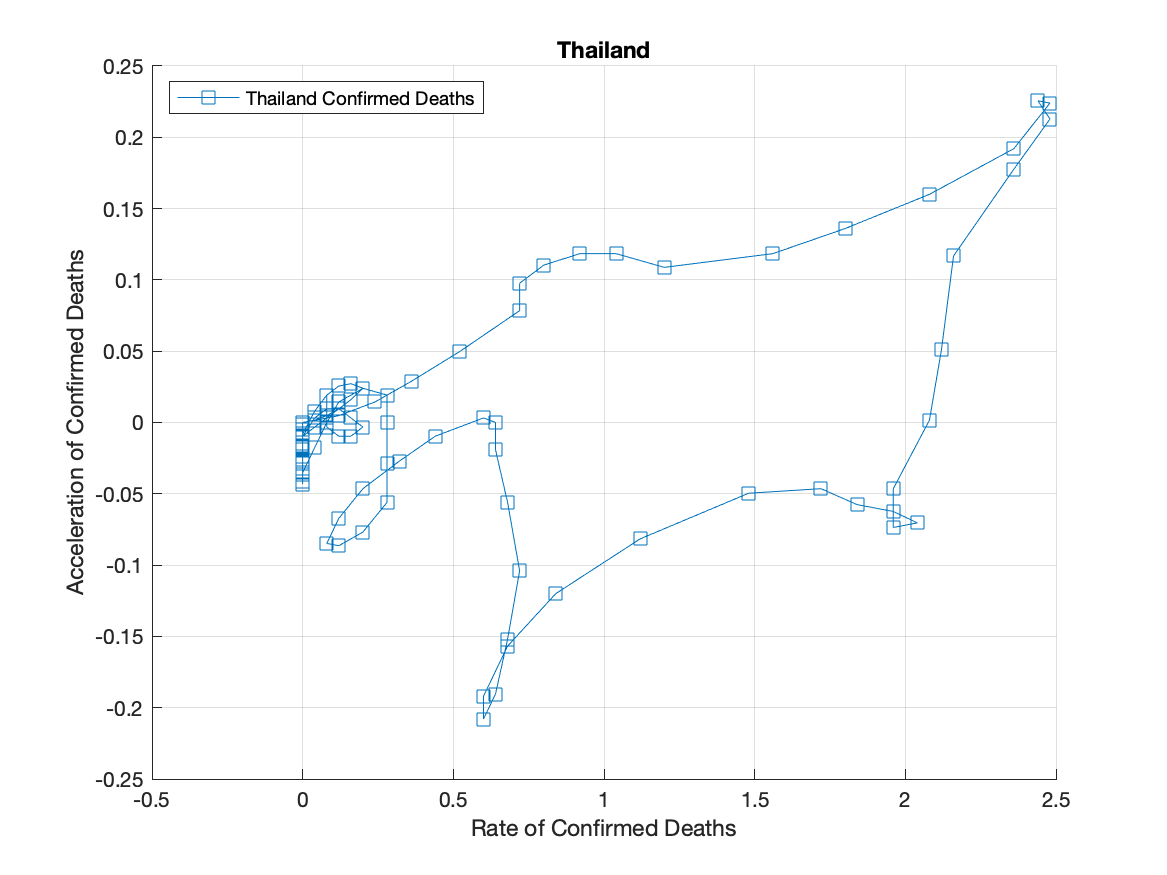 Thailand
Thailand Confirmed Deaths
0.25
0.2
0.15
0.1
0.05
0
-0.05
-0.1
-0.15
-0.2
-0.25
Acceleration of Confirmed Deaths
-0.5 0 0.5 1 1.5 2 2.5
Rate of Confirmed Deaths